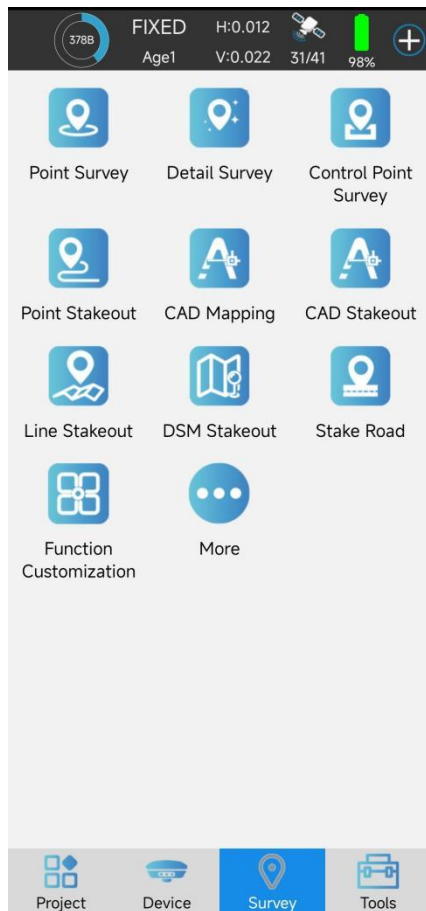 378B
FIXED
H:0.012
Age1
V:0.022
31/41
98%
Point Survey
Detail Survey
Control Point
Survey
Point Stakeout
CAD Mapping
CAD Stakeout
Line Stakeout
DSM Stakeout
Stake Road
Function
Customization
More
Project
Device
Survey
Tools